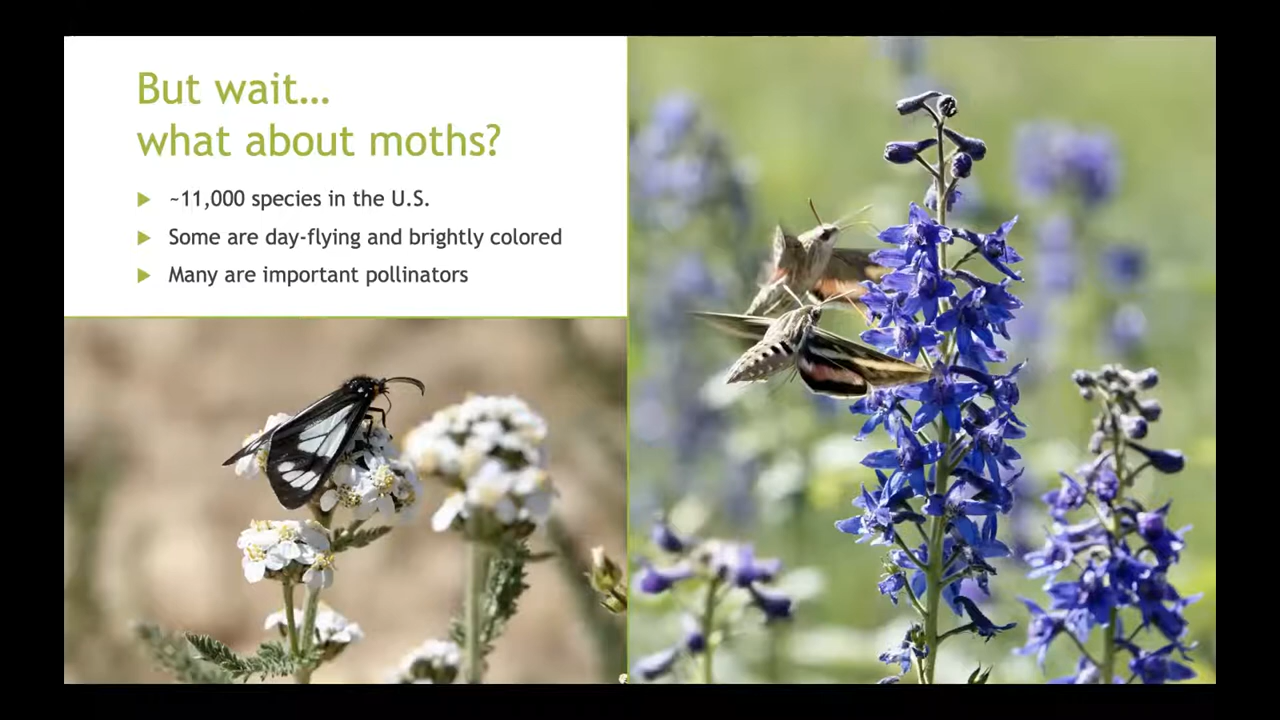 But wait…
what about moths?
~11,000 species in the U.S.
Some are day-flying and brightly colored
Many are important pollinators